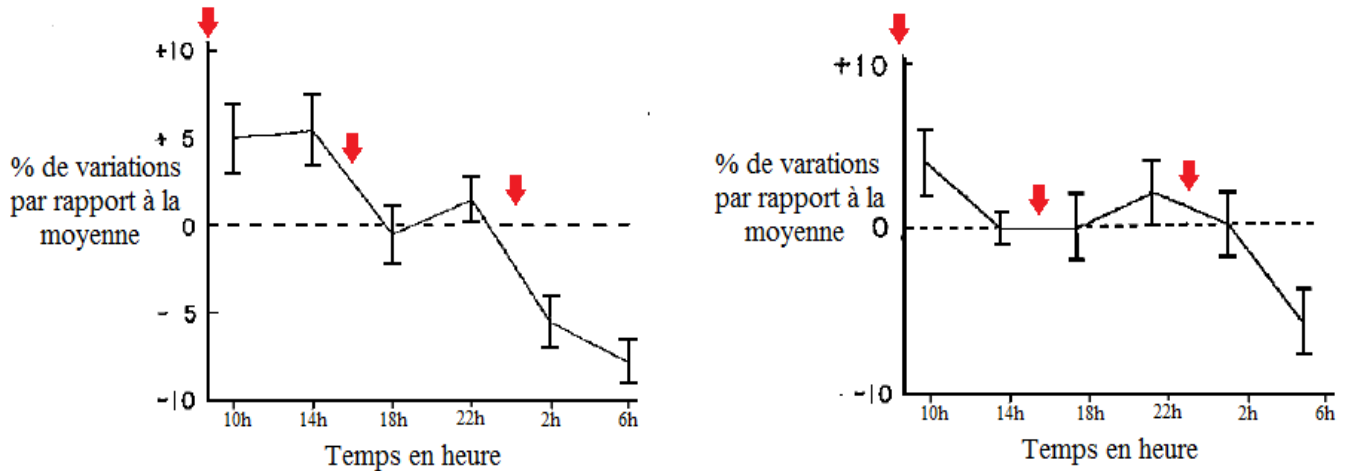 +10
+ 5
% de variations
par rapport à la
moyenne
0
- 5
-10
10h 14h 18h 22h 2h 6h
Temps en heure
+10
% de varations
par rapport à la
moyenne
0
-10
10h 14h 18h 22h 2h 6h
Temps en heure